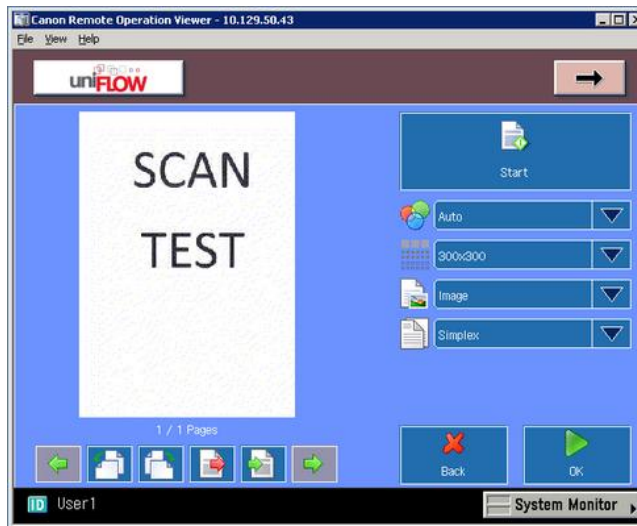 Canon Remote Operation Viewer - 10.129.50.43
File View Help
uniFLOW
SCAN
TEST
1 / 1 Pages
Start
Auto
300x300
Image
Simplex
Back
OK
ID User1
System Monitor